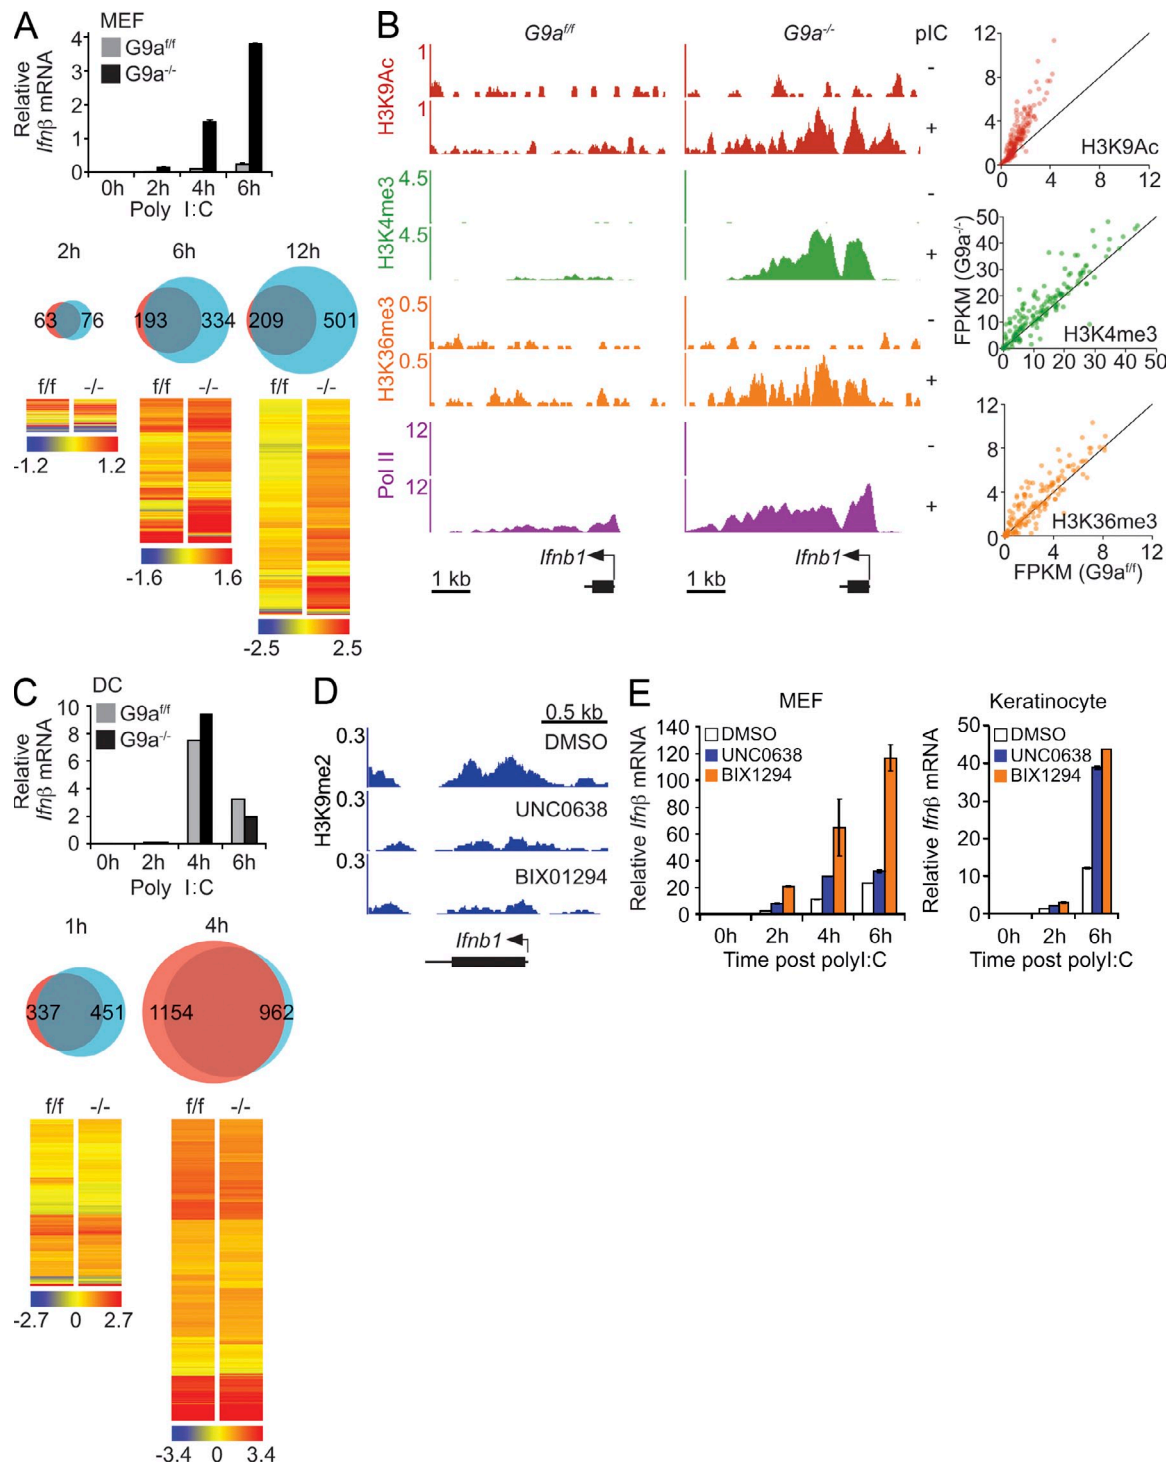 A
MEF
G9a^f/f
G9a^-/-
Relative
Ifnβ mRNA
4
3
2
1
0
0h 2h 4h 6h
Poly I:C
2h 6h 12h
63 76 193 334 209 501
f/f -/- f/f -/- f/f -/-
-1.2 1.2
-1.6 1.6
-2.5 2.5
B
G9a^f/f G9a^-/- pIC
H3K9Ac
1 -
1 +
H3K4me3
4.5 -
4.5 +
H3K36me3
0.5 -
0.5 +
Pol II
12 12 -
12 12 +
Ifnb1 Ifnb1
1 kb 1 kb
12
8
4
0
H3K9Ac
0 4 12
FPKM (G9a^-/-)
50
40
30
20
10
0
H3K4me3
0 10 20 30 40 50
12
8
4
0
H3K36me3
0 4 8 12
FPKM (G9a^f/f)
C
DC
G9a^f/f
G9a^-/-
Relative
Ifnβ mRNA
10
8
6
4
2
0
0h 2h 4h 6h
Poly I:C
1h 4h
337 451 1154 962
f/f -/- f/f -/-
-2.7 0 2.7
-3.4 0 3.4
D
0.5 kb
H3K9me2
0.3 DMSO
0.3 UNC0638
0.3 BIX01294
Ifnb1
E
MEF
DMSO
UNC0638
BIX1294
Relative Ifnβ mRNA
140
120
100
80
60
40
20
0
0h 2h 4h 6h
Time post polyI:C
Keratinocyte
DMSO
UNC0638
BIX1294
Relative Ifnβ mRNA
50
40
30
20
10
0
0h 2h 6h
Time post polyI:C